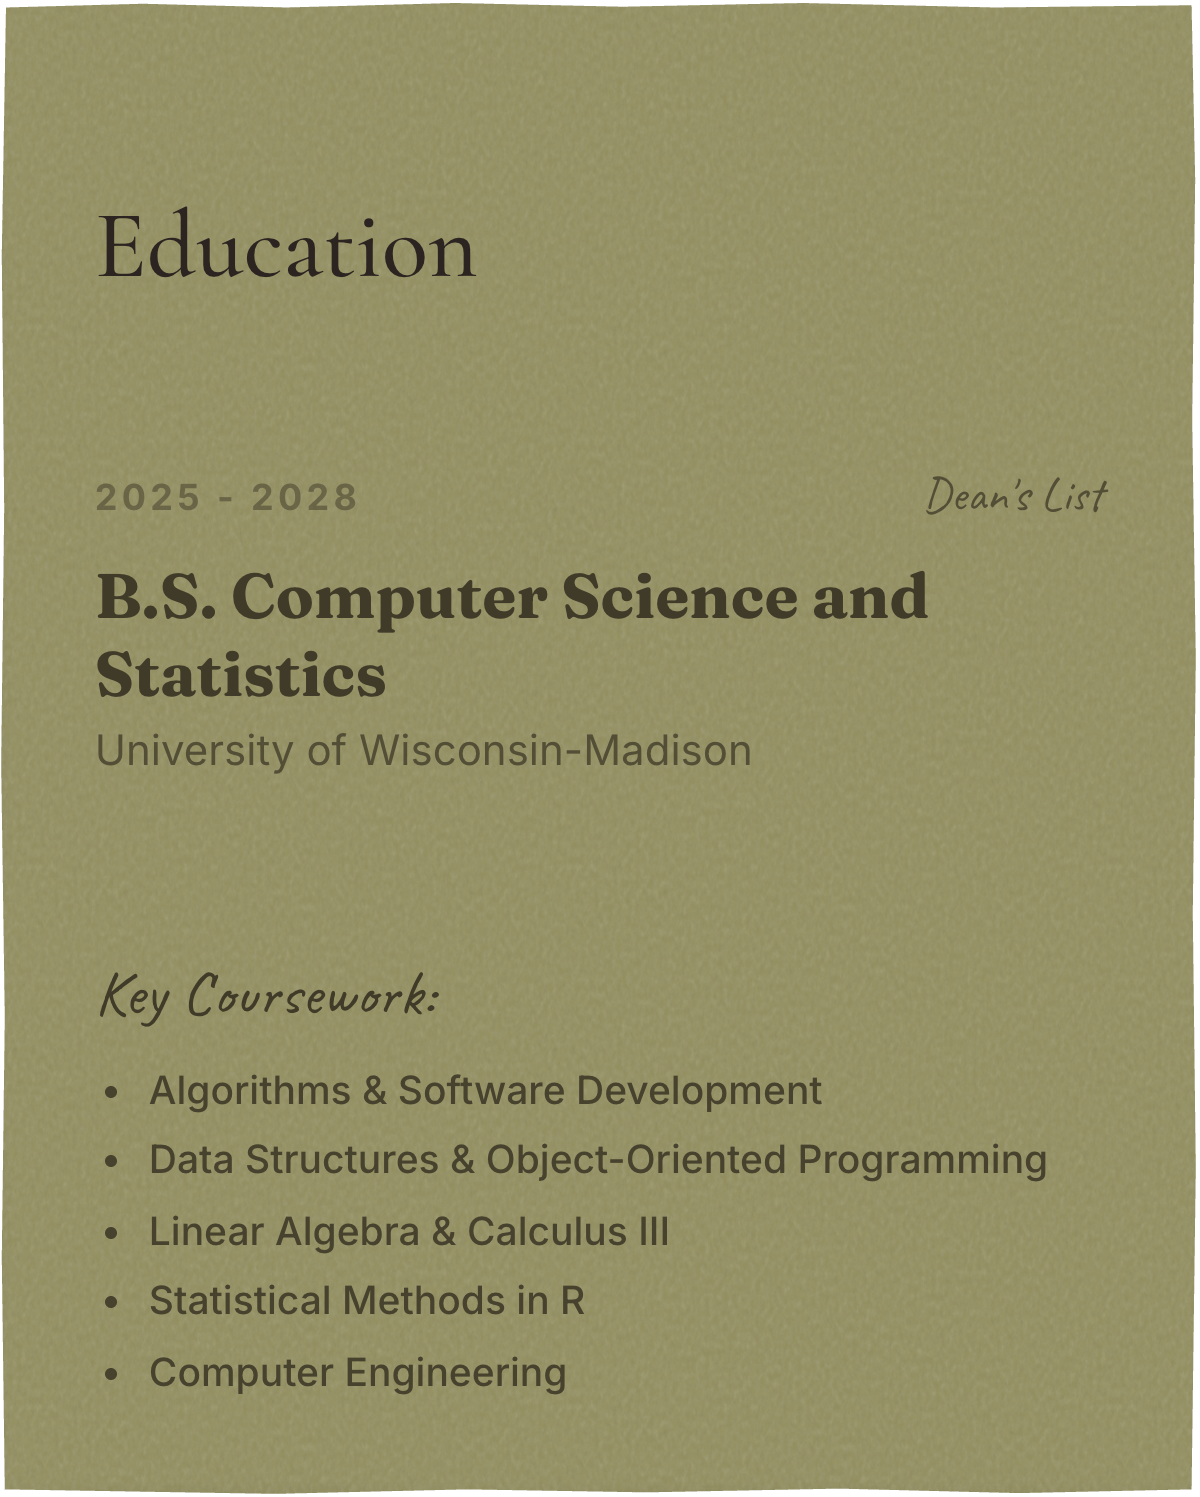 Education
2025 - 2028
Dean's List
B.S. Computer Science and
Statistics
University of Wisconsin-Madison
Key Coursework:
• Algorithms & Software Development
• Data Structures & Object-Oriented Programming
• Linear Algebra & Calculus III
• Statistical Methods in R
• Computer Engineering